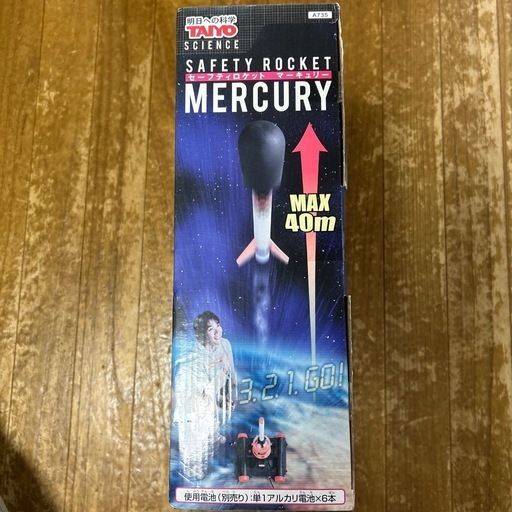 明日への科学
TAIYO
SCIENCE
A735
SAFETY ROCKET
セーフティロケット マーキュリー
MERCURY
MAX
40m
3.2.1.GO!
使用電池(別売り):単1アルカリ電池×6本